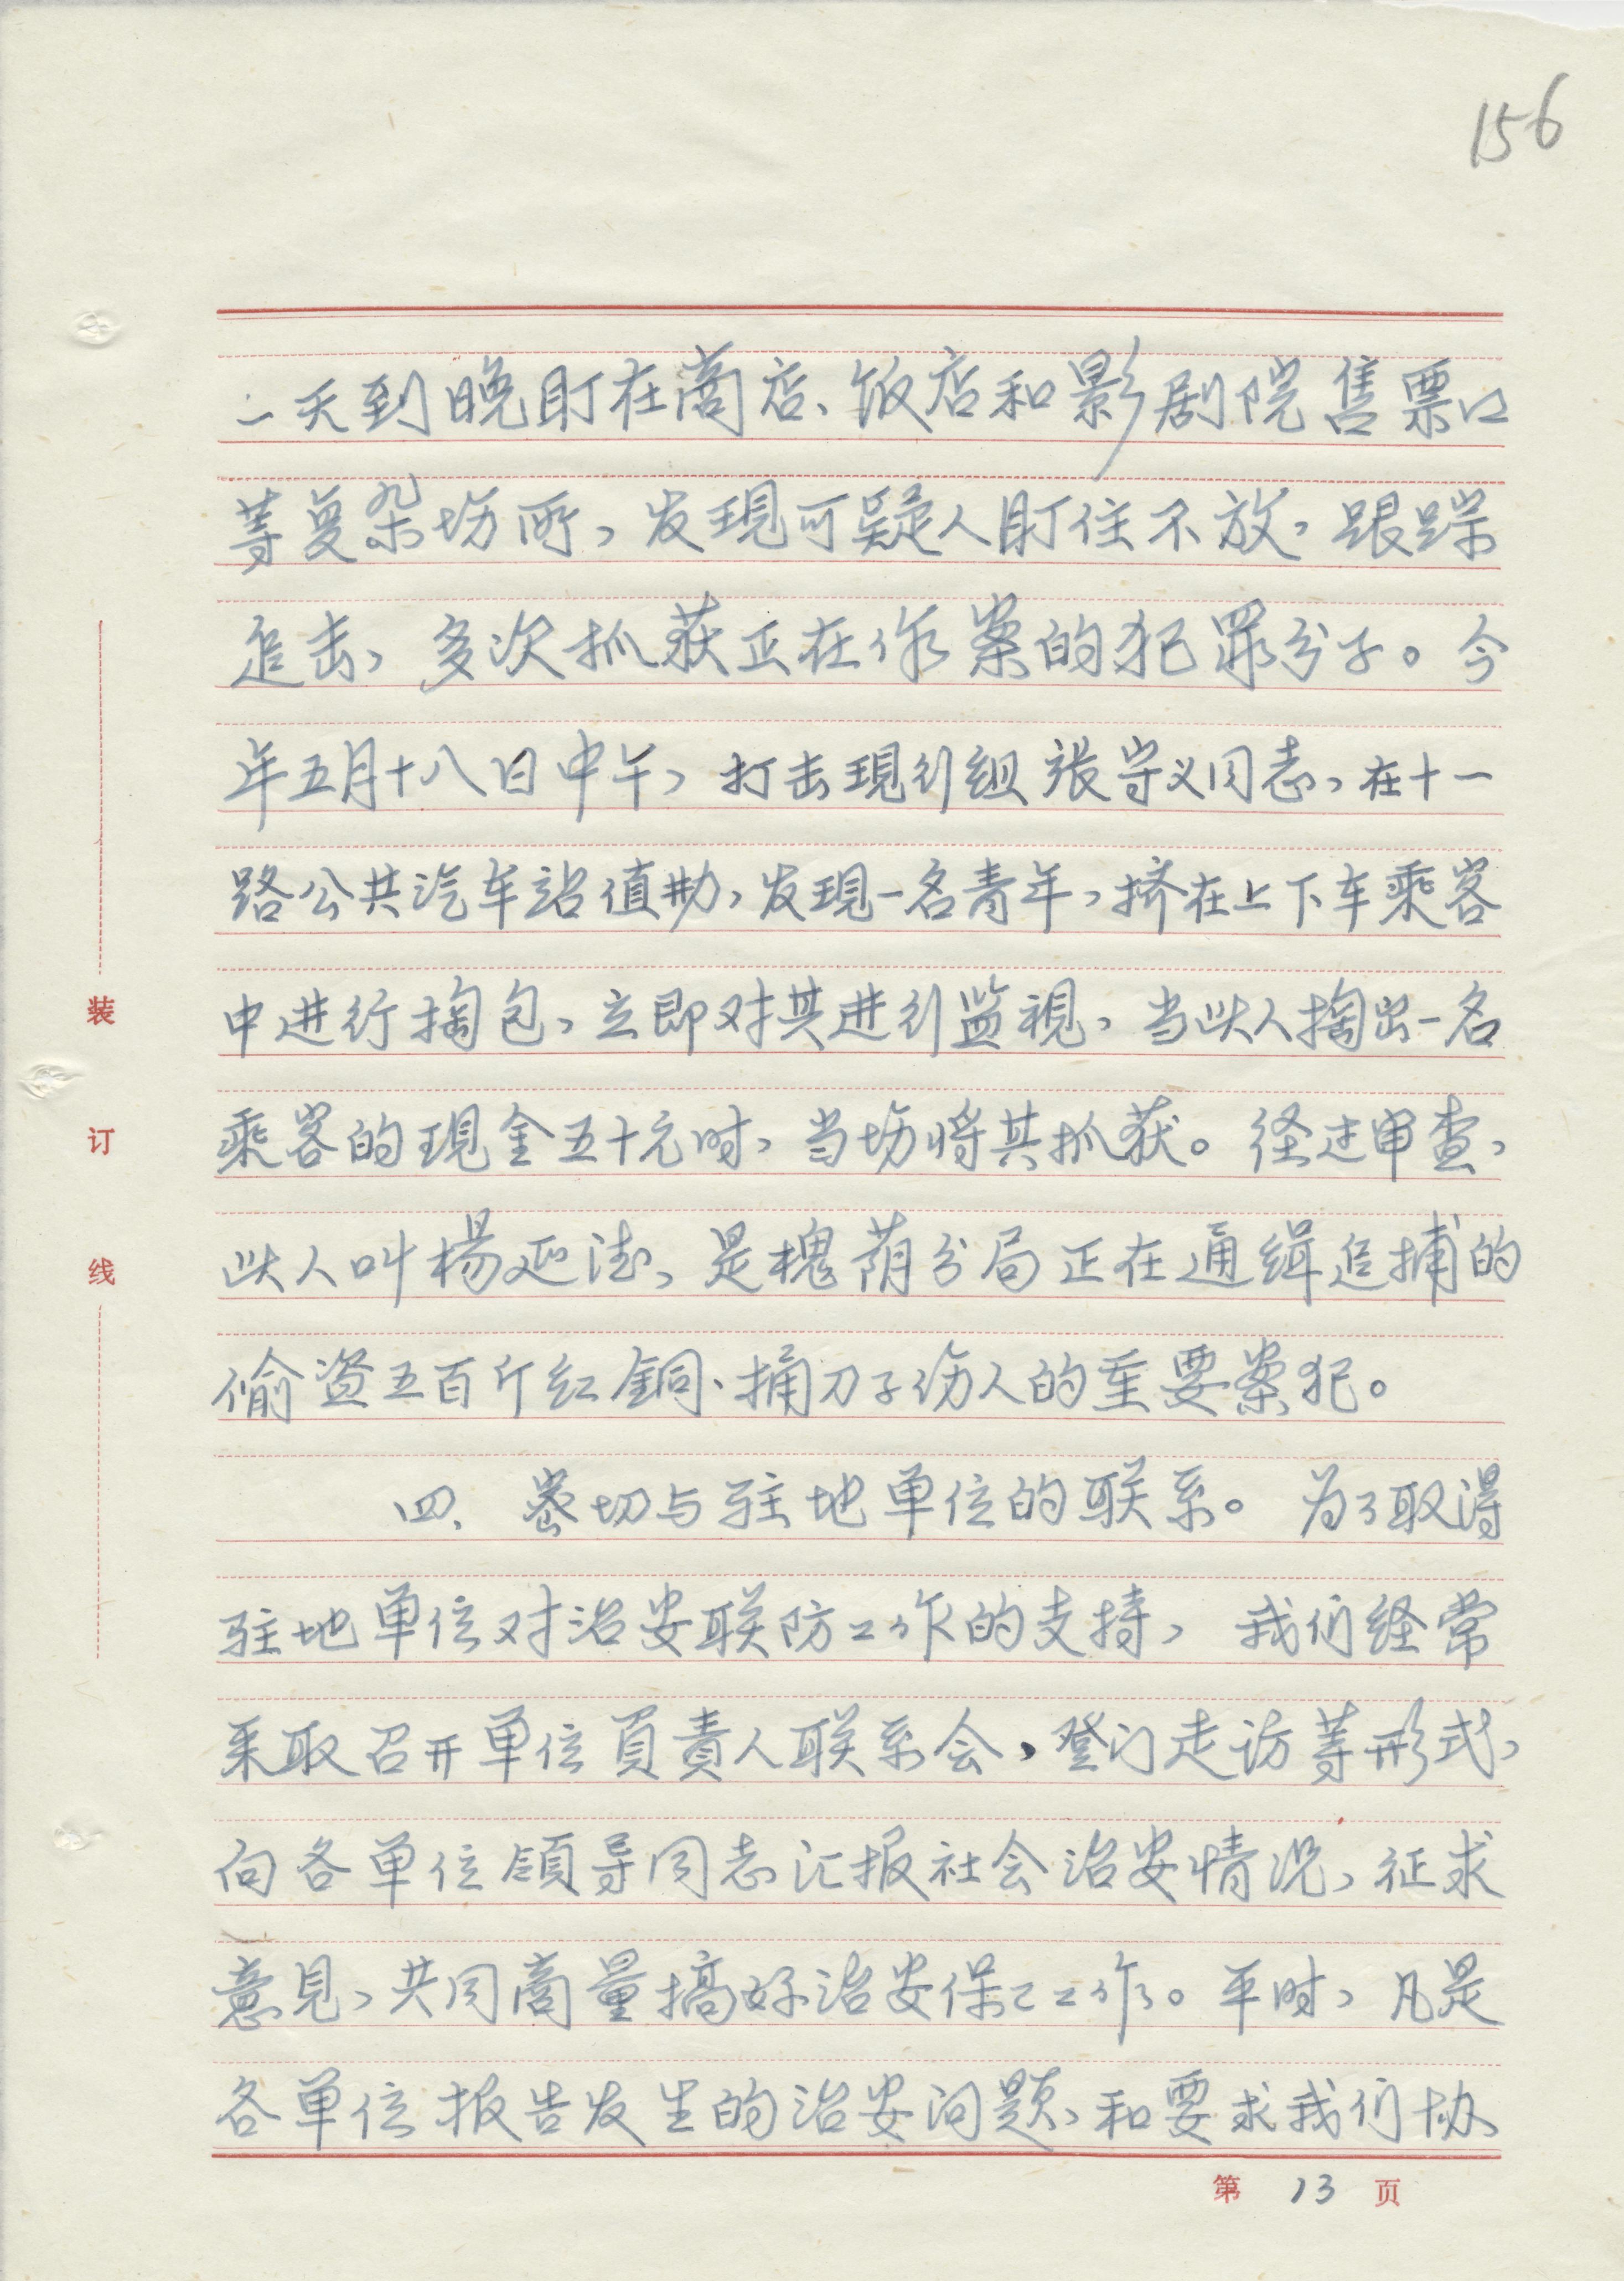 156
一天到晚盯在商店、饭店和影剧院售票口
等复杂场所，发現可疑人盯住不放，跟踪
追击，多次抓获正在作案的犯罪分子。今
年五月十八日中午，打击現行组張守义同志，在十一
路公共汽车站值勤，发現一名青年，挤在上下车乘客
中进行掏包，立即对其进行监視，当此人掏出一名
乘客的現金五十元时，当场将其抓获。经过审查，
此人叫楊延法，是槐荫分局正在通缉追捕的
偷盗五百斤红銅、捅刀子伤人的重要案犯。
四、密切与驻地单位的联系。为了取得
驻地单位对治安联防工作的支持，我们经常
采取召开单位負責人联系会，登门走访等形式，
向各单位領导同志汇报社会治安情况，征求
意見，共同商量搞好治安保卫工作。平时，凡是
各单位报告发生的治安问题，和要求我们协
装
订
线
第 13 页